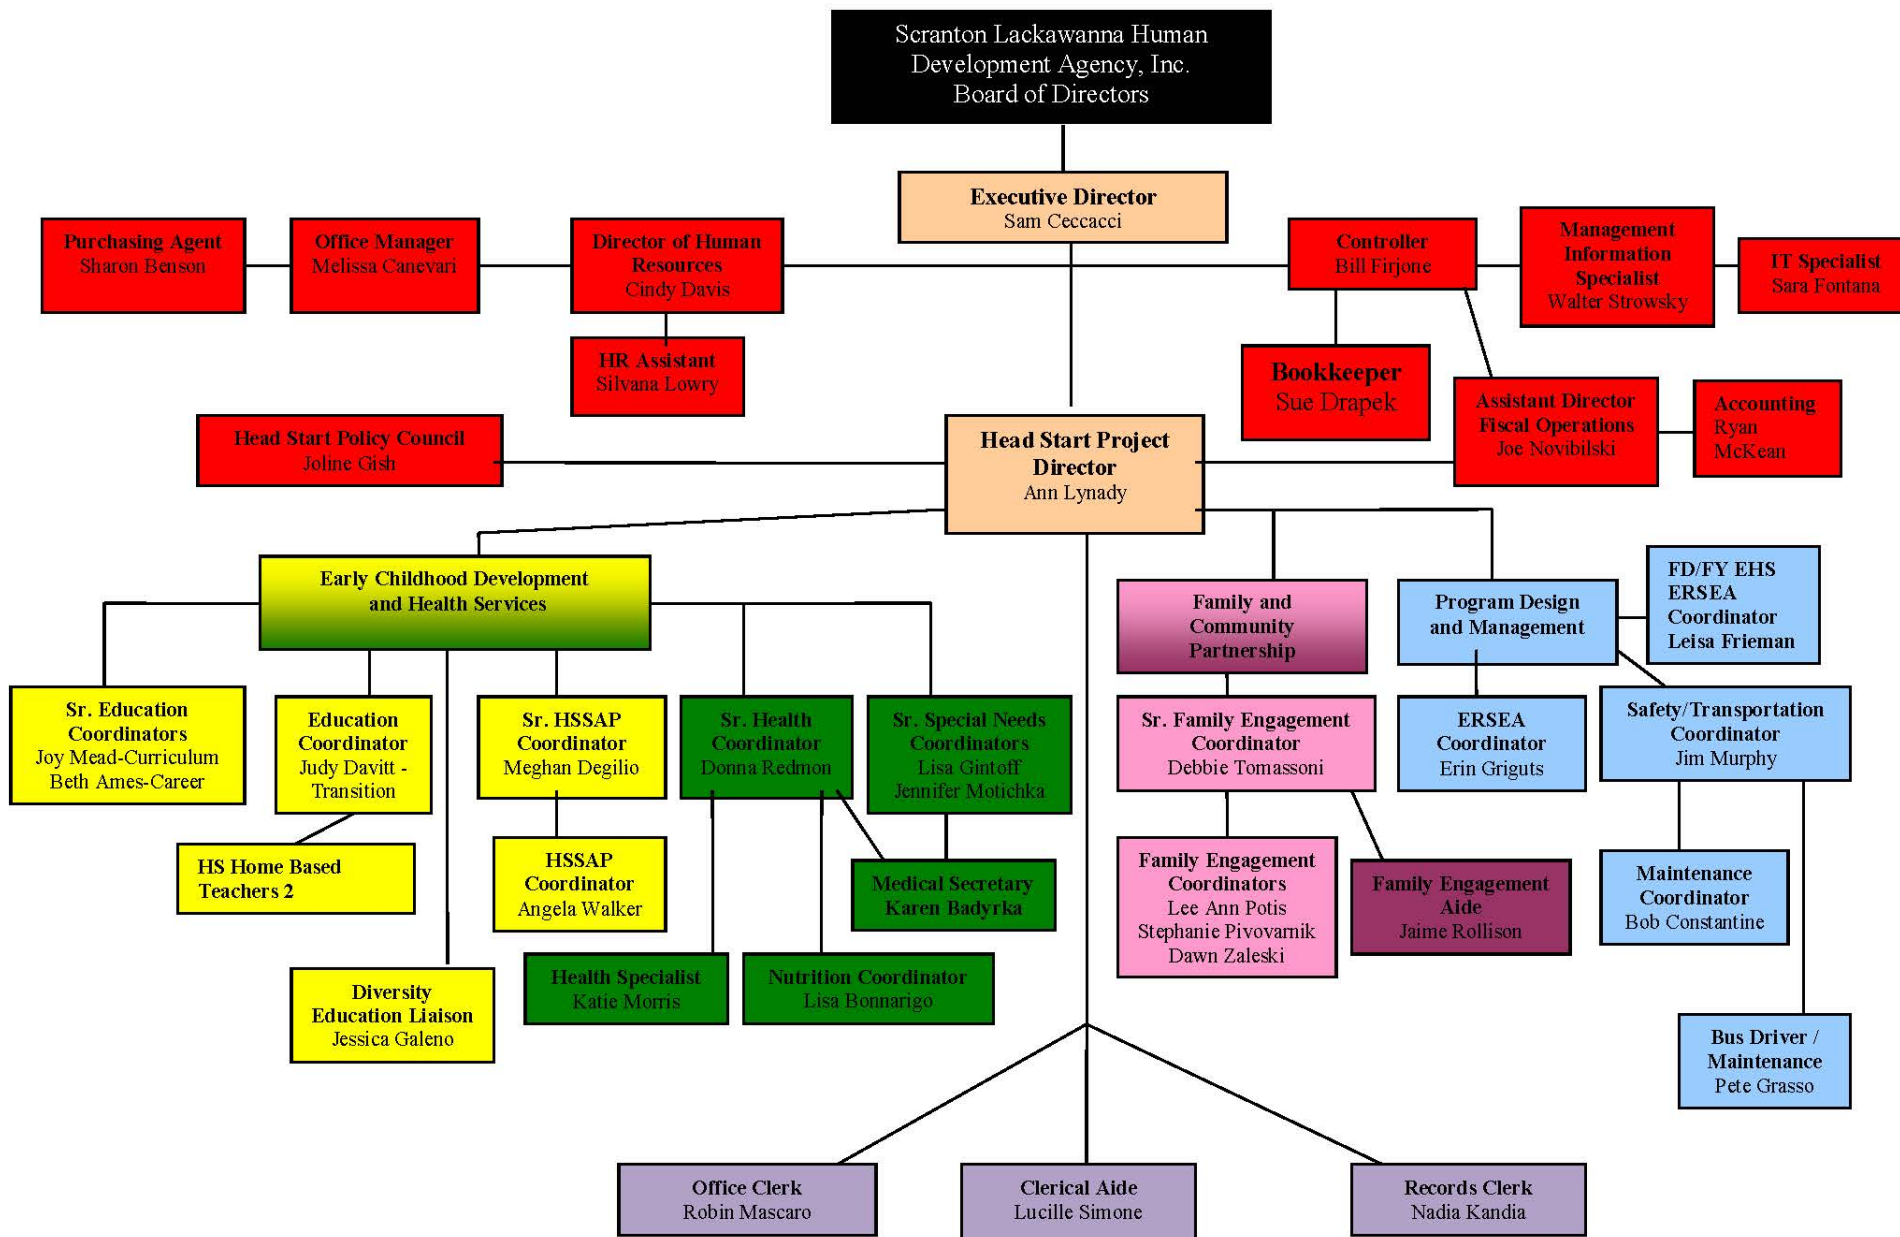 Scranton Lackawanna Human
Development Agency, Inc.
Board of Directors
Executive Director
Sam Ceccacci
Purchasing Agent
Sharon Benson
Office Manager
Melissa Canevari
Director of Human
Resources
Cindy Davis
Controller
Bill Firjone
Management
Information
Specialist
Walter Strowsky
IT Specialist
Sara Fontana
HR Assistant
Silvana Lowry
Bookkeeper
Sue Drapek
Assistant Director
Fiscal Operations
Joe Novibilski
Accounting
Ryan
McKean
Head Start Policy Council
Joline Gish
Head Start Project
Director
Ann Lynady
Early Childhood Development
and Health Services
Family and
Community
Partnership
Program Design
and Management
FD/FY EHS
ERSEA
Coordinator
Leisa Frieman
Sr. Education
Coordinators
Joy Mead-Curriculum
Beth Ames-Career
Education
Coordinator
Judy Davitt -
Transition
Sr. HSSAP
Coordinator
Meghan Degilio
Sr. Health
Coordinator
Donna Redmon
Sr. Special Needs
Coordinators
Lisa Gintoff
Jennifer Motichka
Sr. Family Engagement
Coordinator
Debbie Tomassoni
ERSEA
Coordinator
Erin Griguts
Safety/Transportation
Coordinator
Jim Murphy
HS Home Based
Teachers 2
HSSAP
Coordinator
Angela Walker
Medical Secretary
Karen Badyrka
Family Engagement
Coordinators
Lee Ann Potis
Stephanie Pivovarnik
Dawn Zaleski
Family Engagement
Aide
Jaime Rollison
Maintenance
Coordinator
Bob Constantine
Diversity
Education Liaison
Jessica Galeno
Health Specialist
Katie Morris
Nutrition Coordinator
Lisa Bonnarigo
Bus Driver /
Maintenance
Pete Grasso
Office Clerk
Robin Mascaro
Clerical Aide
Lucille Simone
Records Clerk
Nadia Kandia